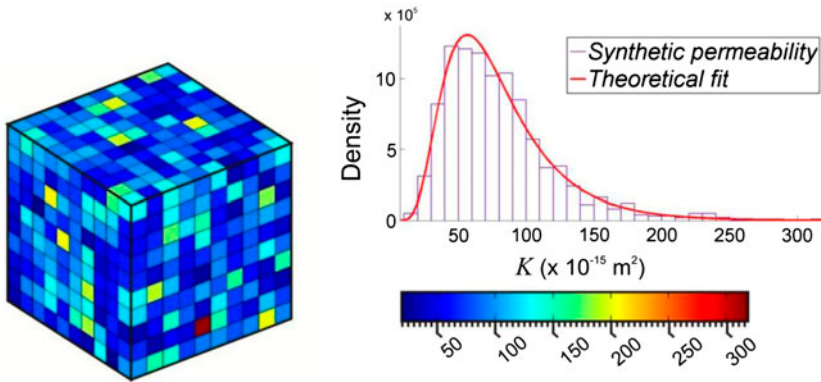 x 10⁵
10
5
0
Density
Synthetic permeability
Theoretical fit
50 100 150 200 250 300
K (x 10⁻¹⁵ m²)
50 100 150 200 250 300